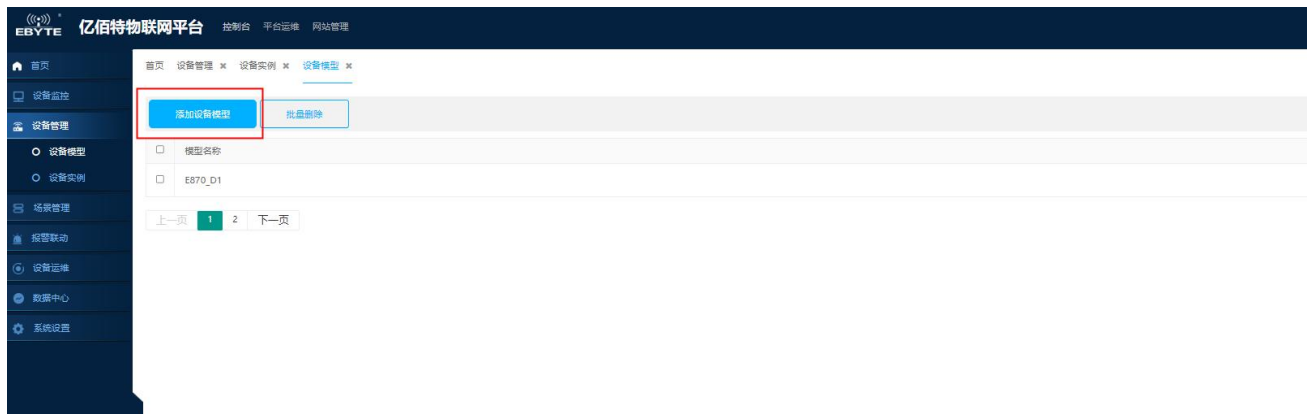 EBYTE 亿佰特物联网平台 控制台 平台运维 网站管理
首页
设备监控
设备管理
设备模型
设备实例
场景管理
报警联动
设备运维
数据中心
系统设置
首页 设备管理 × 设备实例 × 设备模型 ×
添加设备模型 批量删除
模型名称
E870_D1
上一页 1 2 下一页